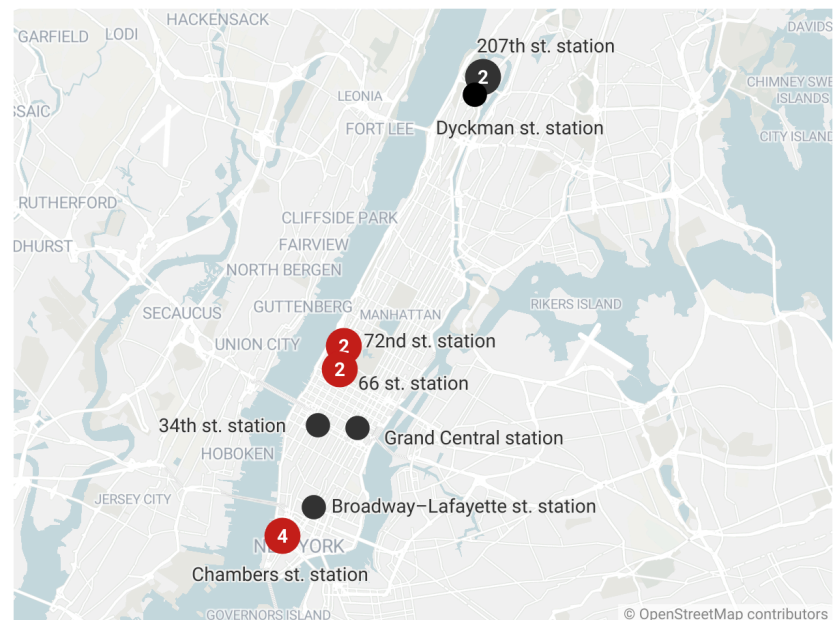 HACKENSACK
GARFIELD
LODI
DAVIDS
207th st. station
2
CHIMNEY SWE
ISLANDS
SSAIC
LEONIA
FORT LEE
Dyckman st. station
CITY ISLAND
RUTHERFORD
CLIFFSIDE PARK
DHURST
FAIRVIEW
NORTH BERGEN
SECAUCUS
GUTTENBERG
MANHATTAN
RIKERS ISLAND
UNION CITY
2
72nd st. station
2
66 st. station
34th st. station
Grand Central station
HOBOKEN
JERSEY CITY
Broadway–Lafayette st. station
4
NEW YORK
Chambers st. station
GOVERNORS ISLAND
© OpenStreetMap contributors